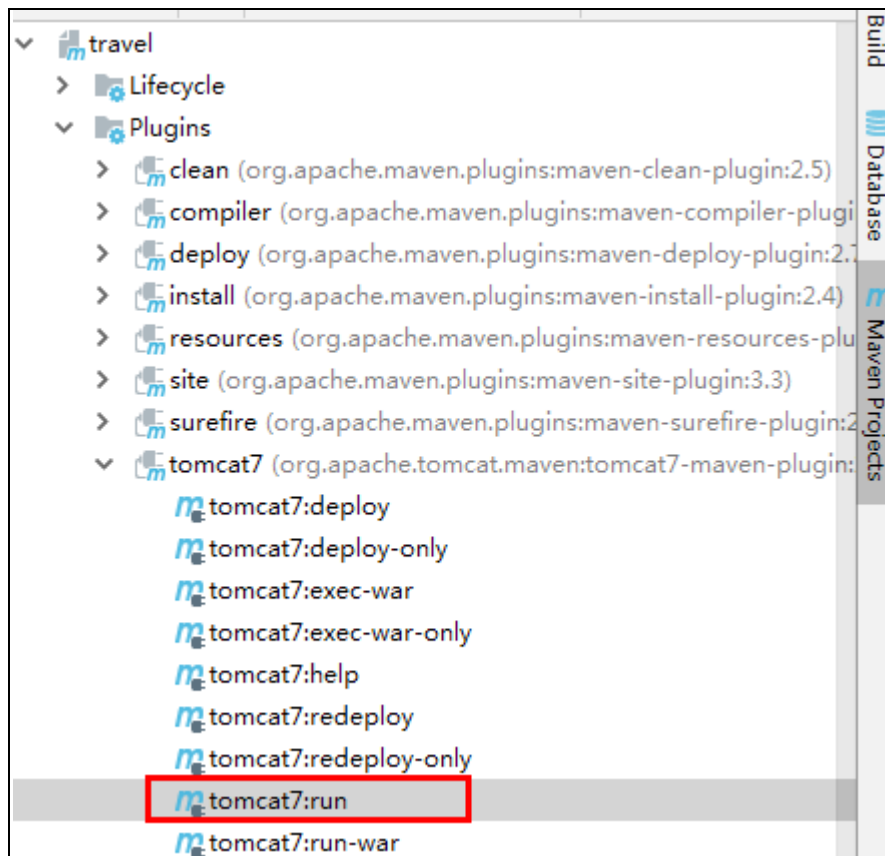 travel
Lifecycle
Plugins
clean (org.apache.maven.plugins:maven-clean-plugin:2.5)
compiler (org.apache.maven.plugins:maven-compiler-plugi
deploy (org.apache.maven.plugins:maven-deploy-plugin:2.7
install (org.apache.maven.plugins:maven-install-plugin:2.4)
resources (org.apache.maven.plugins:maven-resources-plu
site (org.apache.maven.plugins:maven-site-plugin:3.3)
surefire (org.apache.maven.plugins:maven-surefire-plugin:2
tomcat7 (org.apache.tomcat.maven:tomcat7-maven-plugin:
tomcat7:deploy
tomcat7:deploy-only
tomcat7:exec-war
tomcat7:exec-war-only
tomcat7:help
tomcat7:redeploy
tomcat7:redeploy-only
tomcat7:run
tomcat7:run-war
Build
Database
Maven Projects